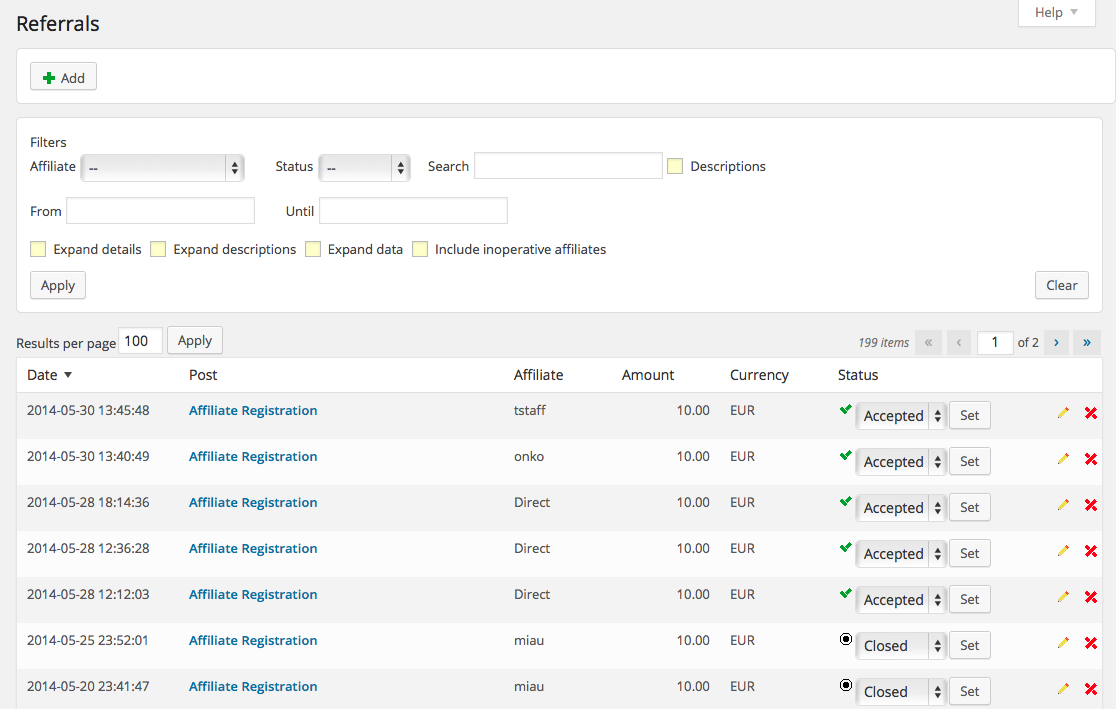 Referrals
Help
Add
Filters
Affiliate -- Status -- Search Descriptions
From Until
Expand details Expand descriptions Expand data Include inoperative affiliates
Apply Clear
Results per page 100 Apply 199 items « ‹ 1 of 2 › »
Date Post Affiliate Amount Currency Status
2014-05-30 13:45:48 Affiliate Registration tstaff 10.00 EUR Accepted Set
2014-05-30 13:40:49 Affiliate Registration onko 10.00 EUR Accepted Set
2014-05-28 18:14:36 Affiliate Registration Direct 10.00 EUR Accepted Set
2014-05-28 12:36:28 Affiliate Registration Direct 10.00 EUR Accepted Set
2014-05-28 12:12:03 Affiliate Registration Direct 10.00 EUR Accepted Set
2014-05-25 23:52:01 Affiliate Registration miau 10.00 EUR Closed Set
2014-05-20 23:41:47 Affiliate Registration miau 10.00 EUR Closed Set